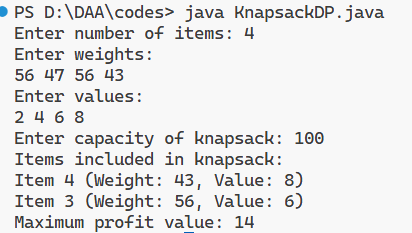 PS D:\DAA\codes> java KnapsackDP.java
Enter number of items: 4
Enter weights:
56 47 56 43
Enter values:
2 4 6 8
Enter capacity of knapsack: 100
Items included in knapsack:
Item 4 (Weight: 43, Value: 8)
Item 3 (Weight: 56, Value: 6)
Maximum profit value: 14